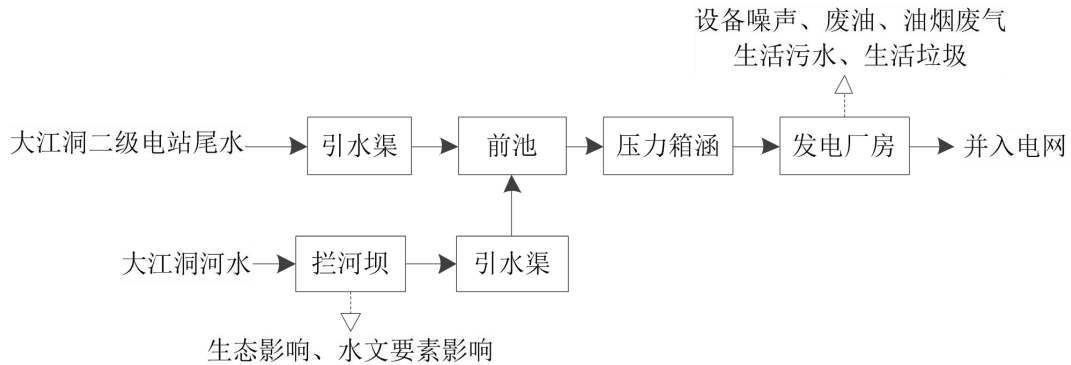 设备噪声、废油、油烟废气
生活污水、生活垃圾
大江洞二级电站尾水
引水渠
前池
压力箱涵
发电厂房
并入电网
大江洞河水
拦河坝
引水渠
生态影响、水文要素影响